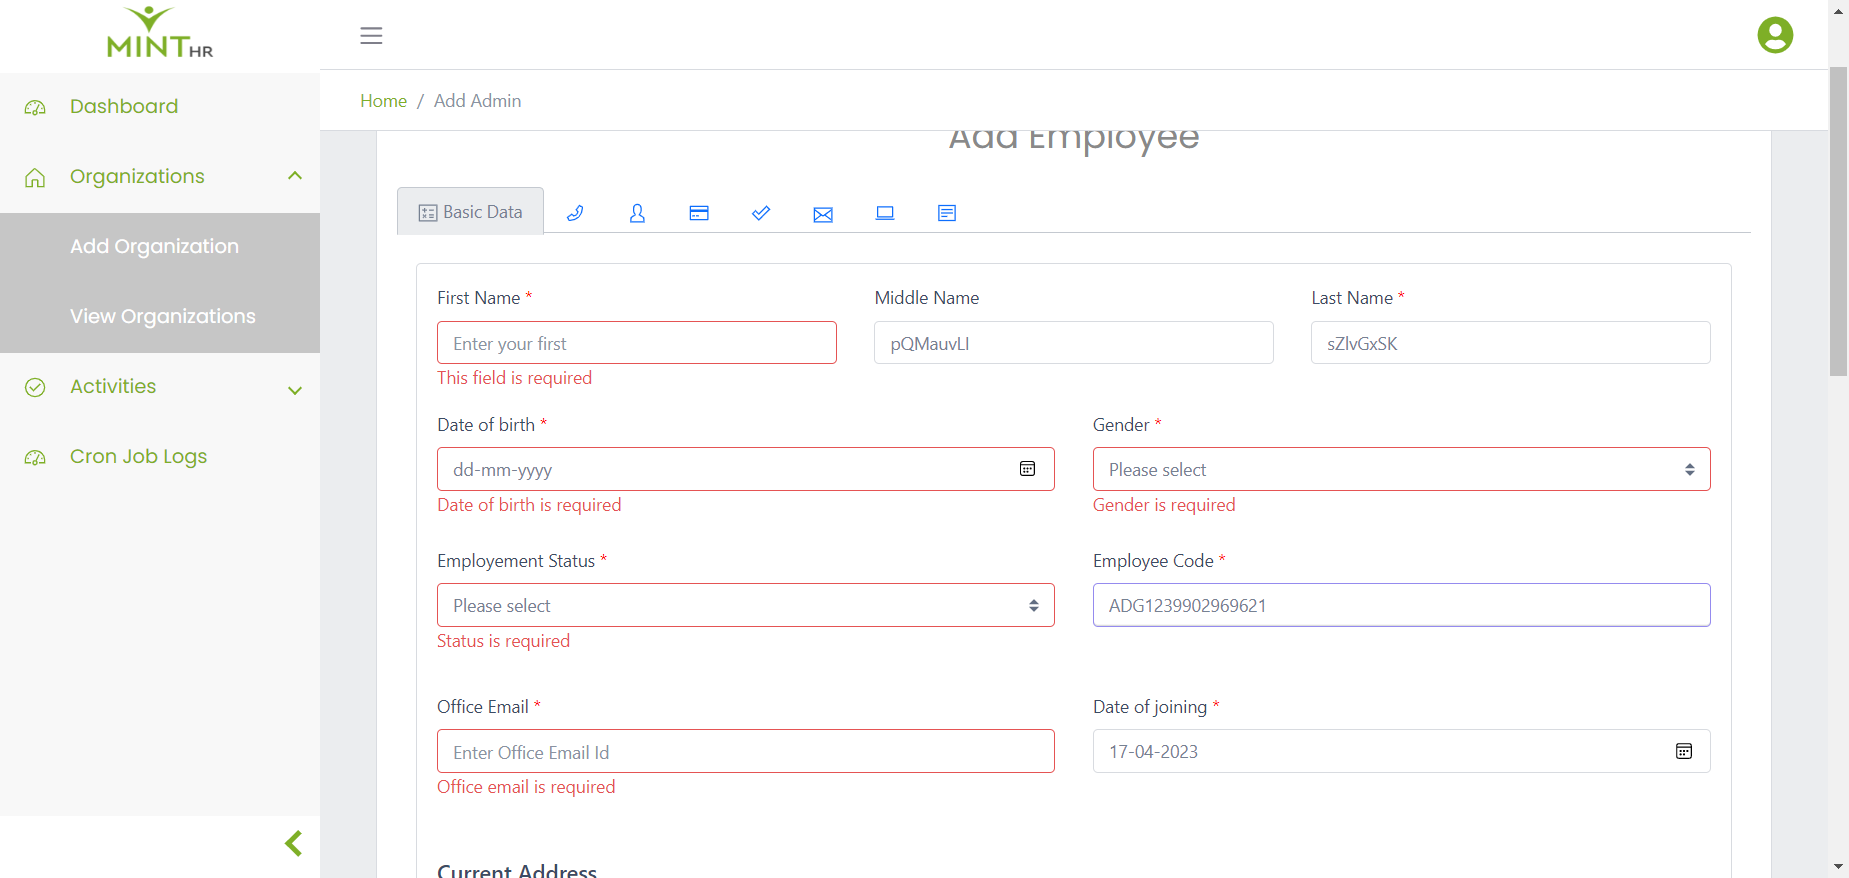 MINT HR
Home / Add Admin
Dashboard
Organizations
Add Organization
View Organizations
Activities
Cron Job Logs
Add Employee
Basic Data
First Name *
Middle Name
Last Name *
Enter your first
pQMauvLI
sZlvGxSK
This field is required
Date of birth *
Gender *
dd-mm-yyyy
Please select
Date of birth is required
Gender is required
Employement Status *
Employee Code *
Please select
ADG1239902969621
Status is required
Office Email *
Date of joining *
Enter Office Email Id
17-04-2023
Office email is required
Current Address